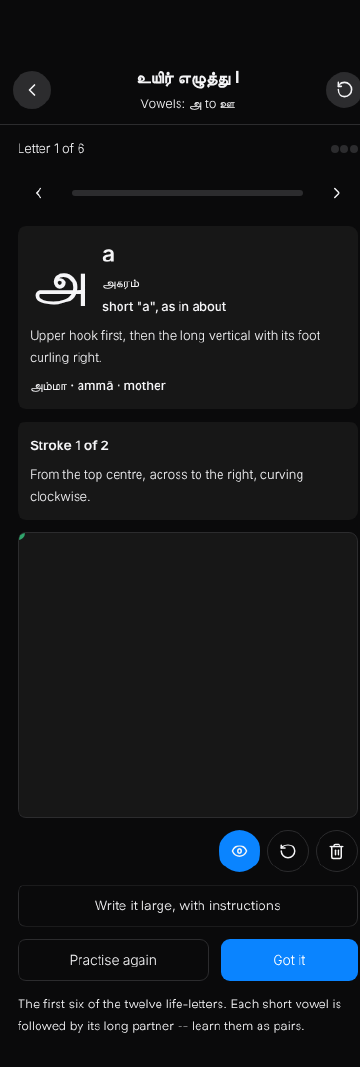 உயிர் எழுத்து I
Vowels: அ to ஊ
Letter 1 of 6
அ
a
அகரம்
short "a", as in about
Upper hook first, then the long vertical with its foot
curling right.
அம்மா · ammā · mother
Stroke 1 of 2
From the top centre, across to the right, curving
clockwise.
Write it large, with instructions
Practise again
Got it
The first six of the twelve life-letters. Each short vowel is
followed by its long partner -- learn them as pairs.